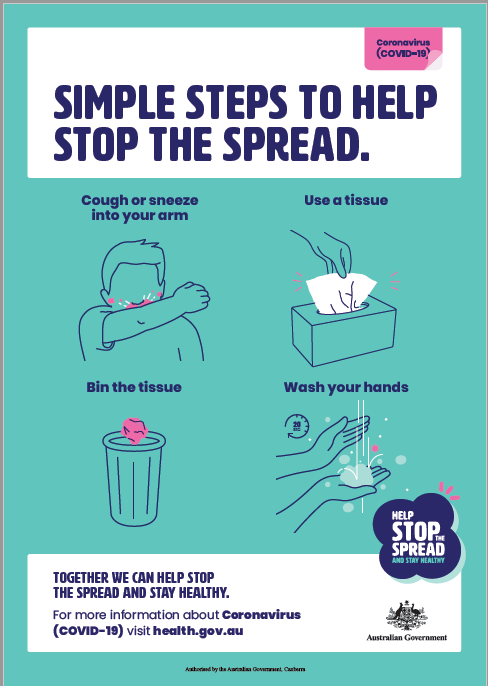 Coronavirus
(COVID-19)
SIMPLE STEPS TO HELP
STOP THE SPREAD.
Cough or sneeze
into your arm
Use a tissue
Bin the tissue
Wash your hands
20
SEC
HELP
STOP THE
SPREAD
AND STAY HEALTHY
TOGETHER WE CAN HELP STOP
THE SPREAD AND STAY HEALTHY.
For more information about Coronavirus
(COVID-19) visit health.gov.au
Australian Government
Authorised by the Australian Government, Canberra